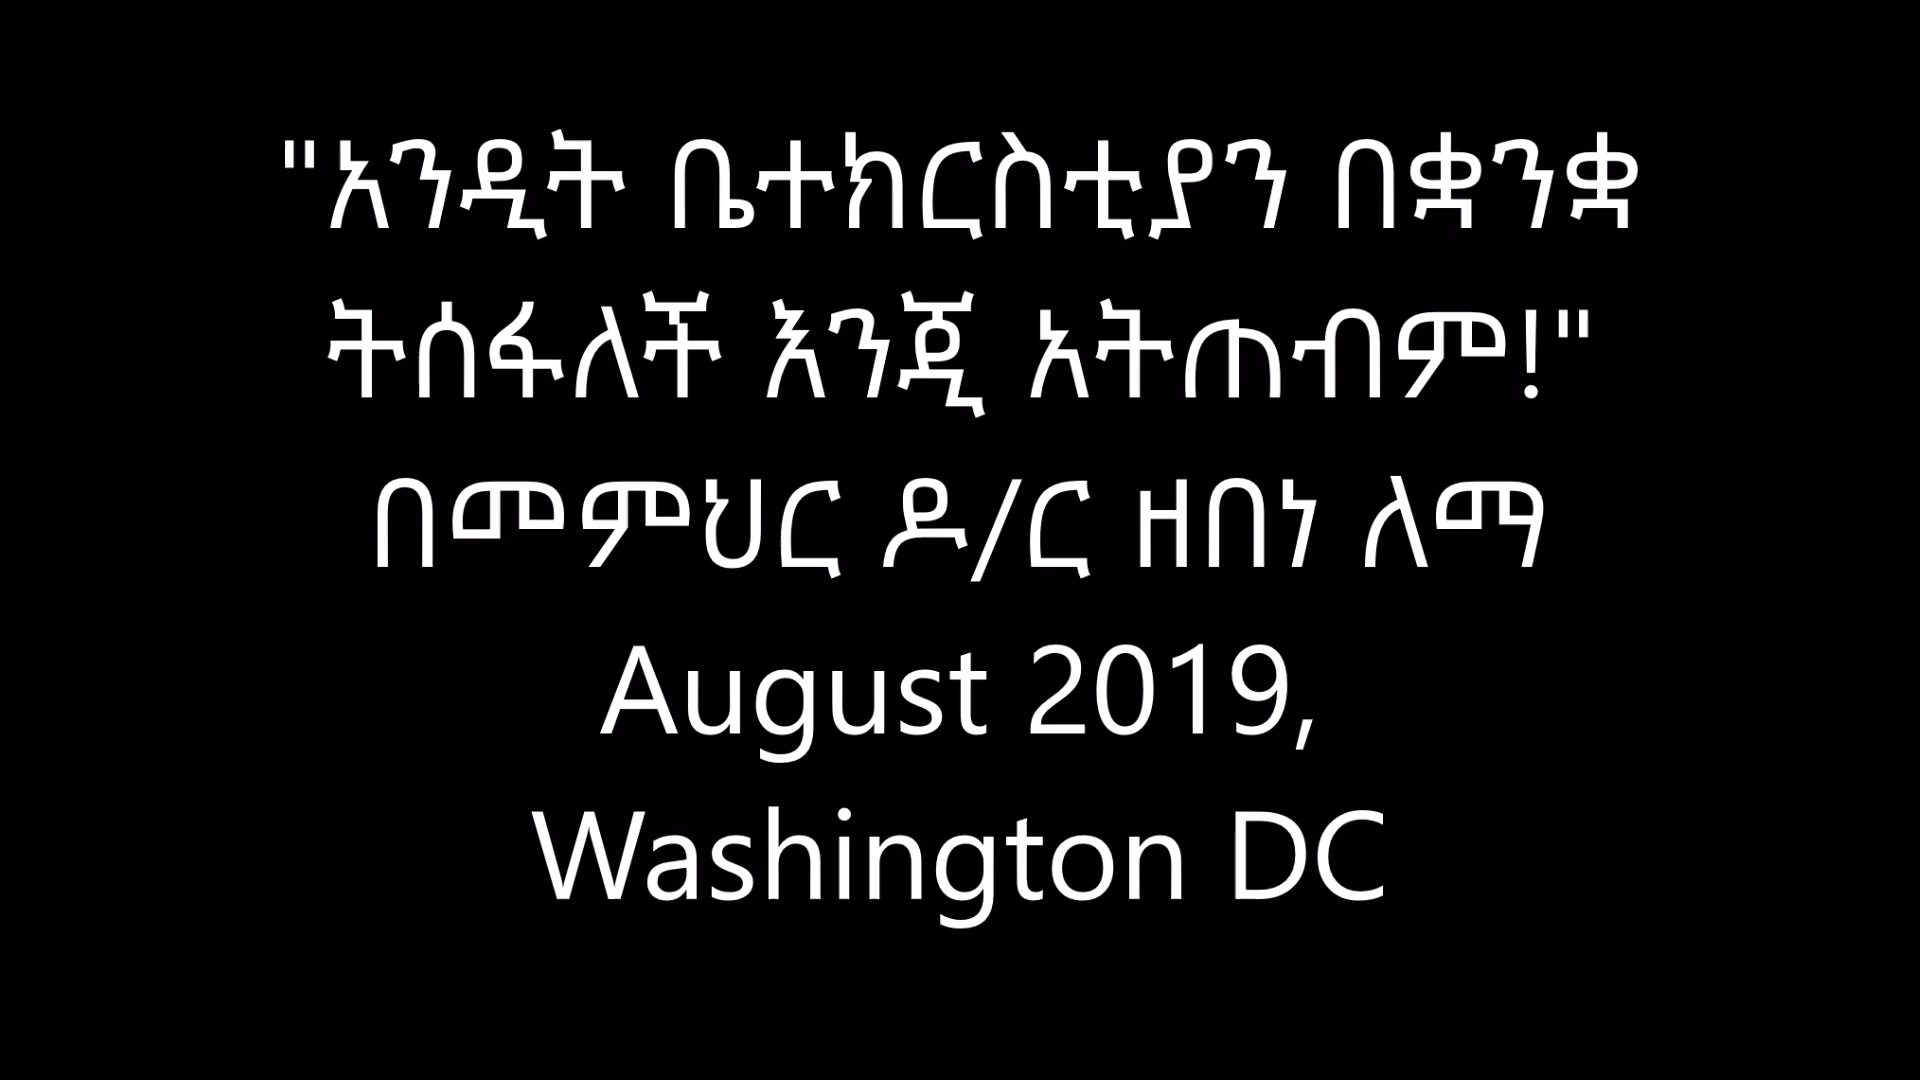 "አንዲት ቤተክርስቲያን በቋንቋ
ትሰፋለች እንጂ አትጠብም!"
በመምህር ዶ/ር ዘበነ ለማ
August 2019,
Washington DC